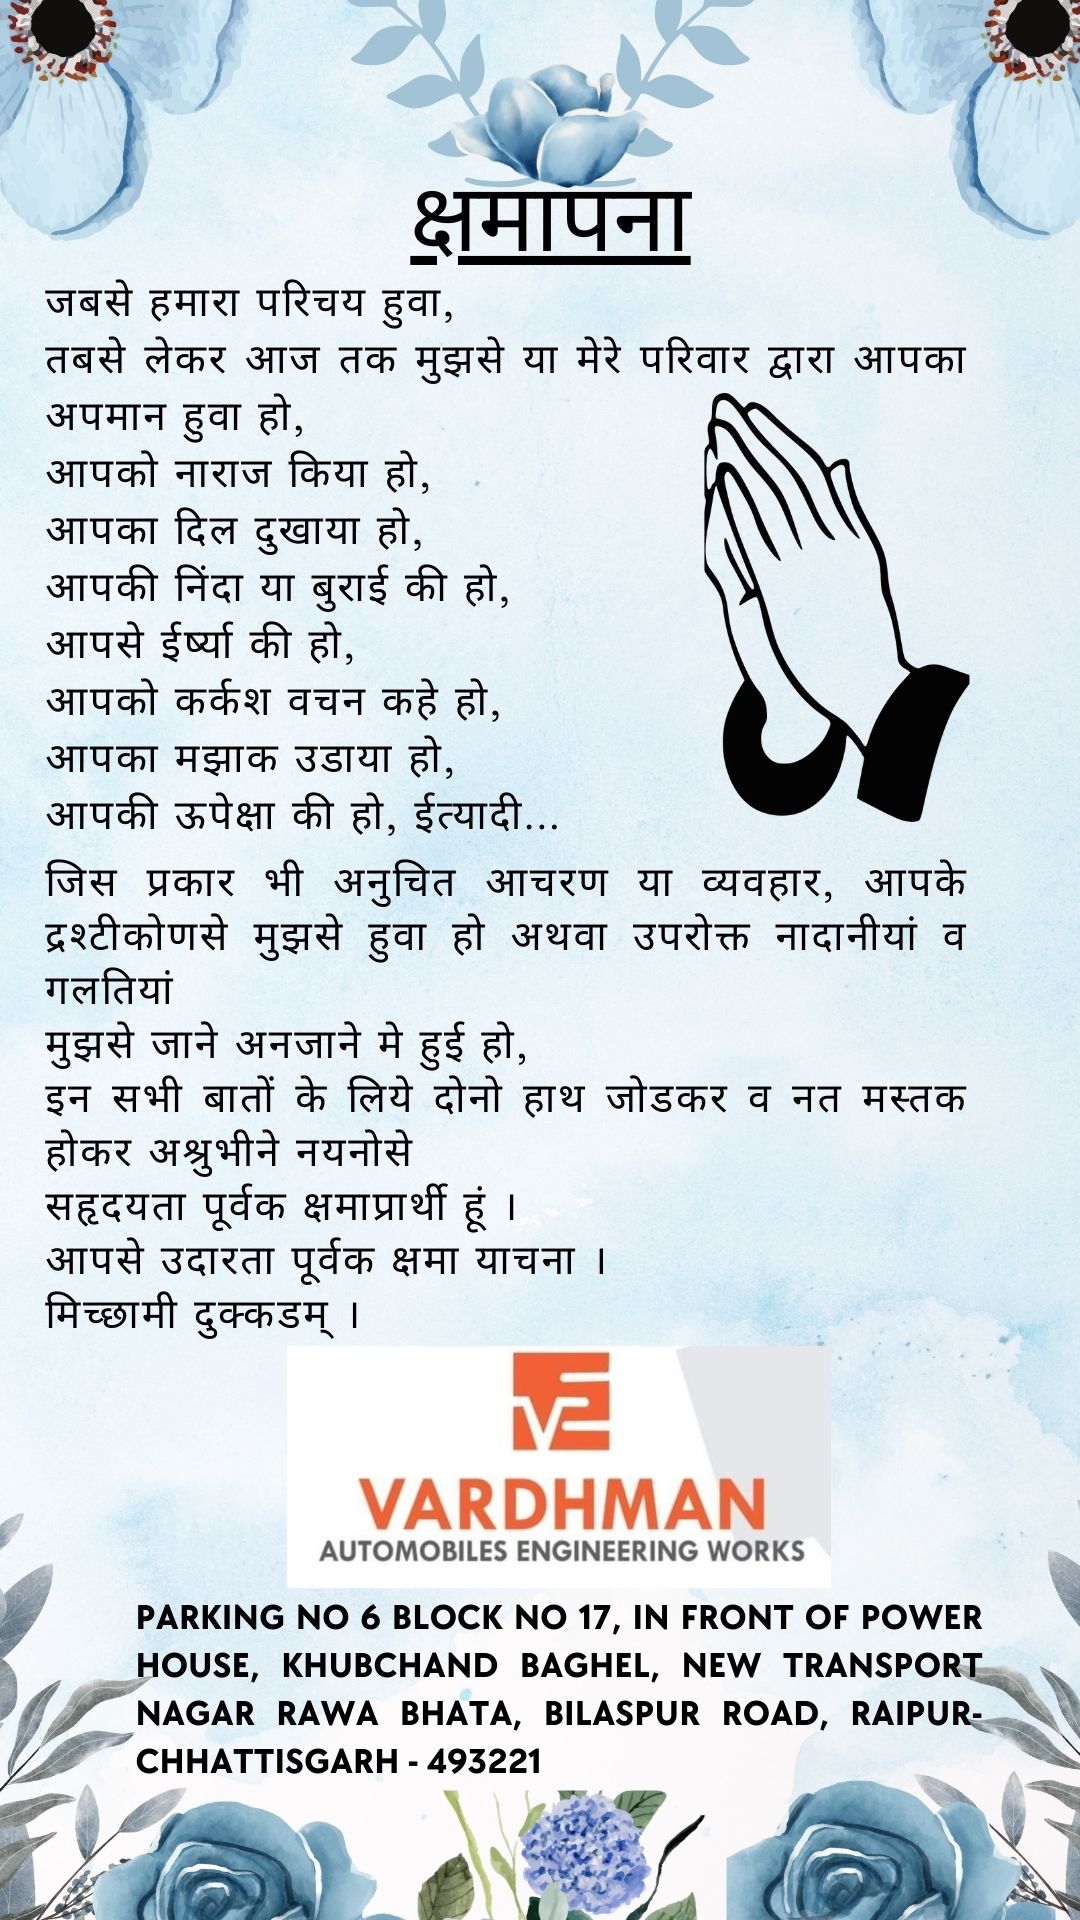 क्षमापना
जबसे हमारा परिचय हुवा,
तबसे लेकर आज तक मुझसे या मेरे परिवार द्वारा आपका
अपमान हुवा हो,
आपको नाराज किया हो,
आपका दिल दुखाया हो,
आपकी निंदा या बुराई की हो,
आपसे ईर्ष्या की हो,
आपको कर्कश वचन कहे हो,
आपका मझाक उडाया हो,
आपकी ऊपेक्षा की हो, ईत्यादी...
जिस प्रकार भी अनुचित आचरण या व्यवहार, आपके
द्रश्टीकोणसे मुझसे हुवा हो अथवा उपरोक्त नादानीयां व
गलतियां
मुझसे जाने अनजाने मे हुई हो,
इन सभी बातों के लिये दोनो हाथ जोडकर व नत मस्तक
होकर अश्रुभीने नयनोसे
सहृदयता पूर्वक क्षमाप्रार्थी हूं ।
आपसे उदारता पूर्वक क्षमा याचना ।
मिच्छामी दुक्कडम् ।
VARDHMAN
AUTOMOBILES ENGINEERING WORKS
PARKING NO 6 BLOCK NO 17, IN FRONT OF POWER
HOUSE, KHUBCHAND BAGHEL, NEW TRANSPORT
NAGAR RAWA BHATA, BILASPUR ROAD, RAIPUR-
CHHATTISGARH - 493221